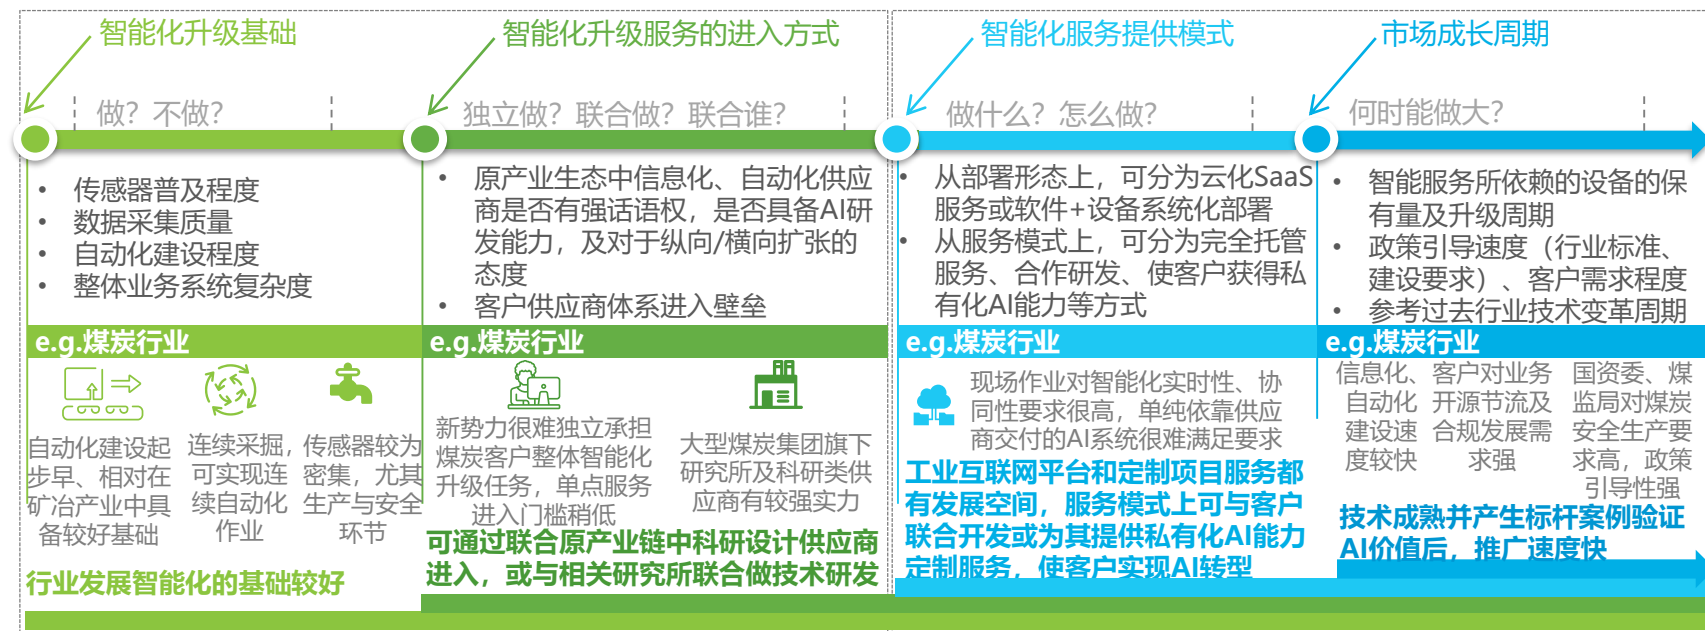 智能化升级基础
智能化升级服务的进入方式
智能化服务提供模式
市场成长周期
做？不做？
独立做？联合做？联合谁？
做什么？怎么做？
何时能做大？
• 传感器普及程度
• 数据采集质量
• 自动化建设程度
• 整体业务系统复杂度
• 原产业生态中信息化、自动化供应
商是否有强话语权，是否具备AI研
发能力，及对于纵向/横向扩张的
态度
• 客户供应商体系进入壁垒
• 从部署形态上，可分为云化SaaS
服务或软件+设备系统化部署
• 从服务模式上，可分为完全托管
服务、合作研发、使客户获得私
有化AI能力等方式
• 智能服务所依赖的设备的保
有量及升级周期
• 政策引导速度（行业标准、
建设要求）、客户需求程度
• 参考过去行业技术变革周期
e.g.煤炭行业
自动化建设起
步早、相对在
矿冶产业中具
备较好基础
连续采掘，
可实现连
续自动化
作业
传感器较为
密集，尤其
生产与安全
环节
行业发展智能化的基础较好
e.g.煤炭行业
新势力很难独立承担
煤炭客户整体智能化
升级任务，单点服务
进入门槛稍低
大型煤炭集团旗下
研究所及科研类供
应商有较强实力
可通过联合原产业链中科研设计供应商
进入，或与相关研究所联合做技术研发
e.g.煤炭行业
现场作业对智能化实时性、协
同性要求很高，单纯依靠供应
商交付的AI系统很难满足要求
工业互联网平台和定制项目服务都
有发展空间，服务模式上可与客户
联合开发或为其提供私有化AI能力
定制服务，使客户实现AI转型
e.g.煤炭行业
信息化、
自动化
建设速
度较快
客户对业务
开源节流及
合规发展需
求强
国资委、煤
监局对煤炭
安全生产要
求高，政策
引导性强
技术成熟并产生标杆案例验证
AI价值后，推广速度快